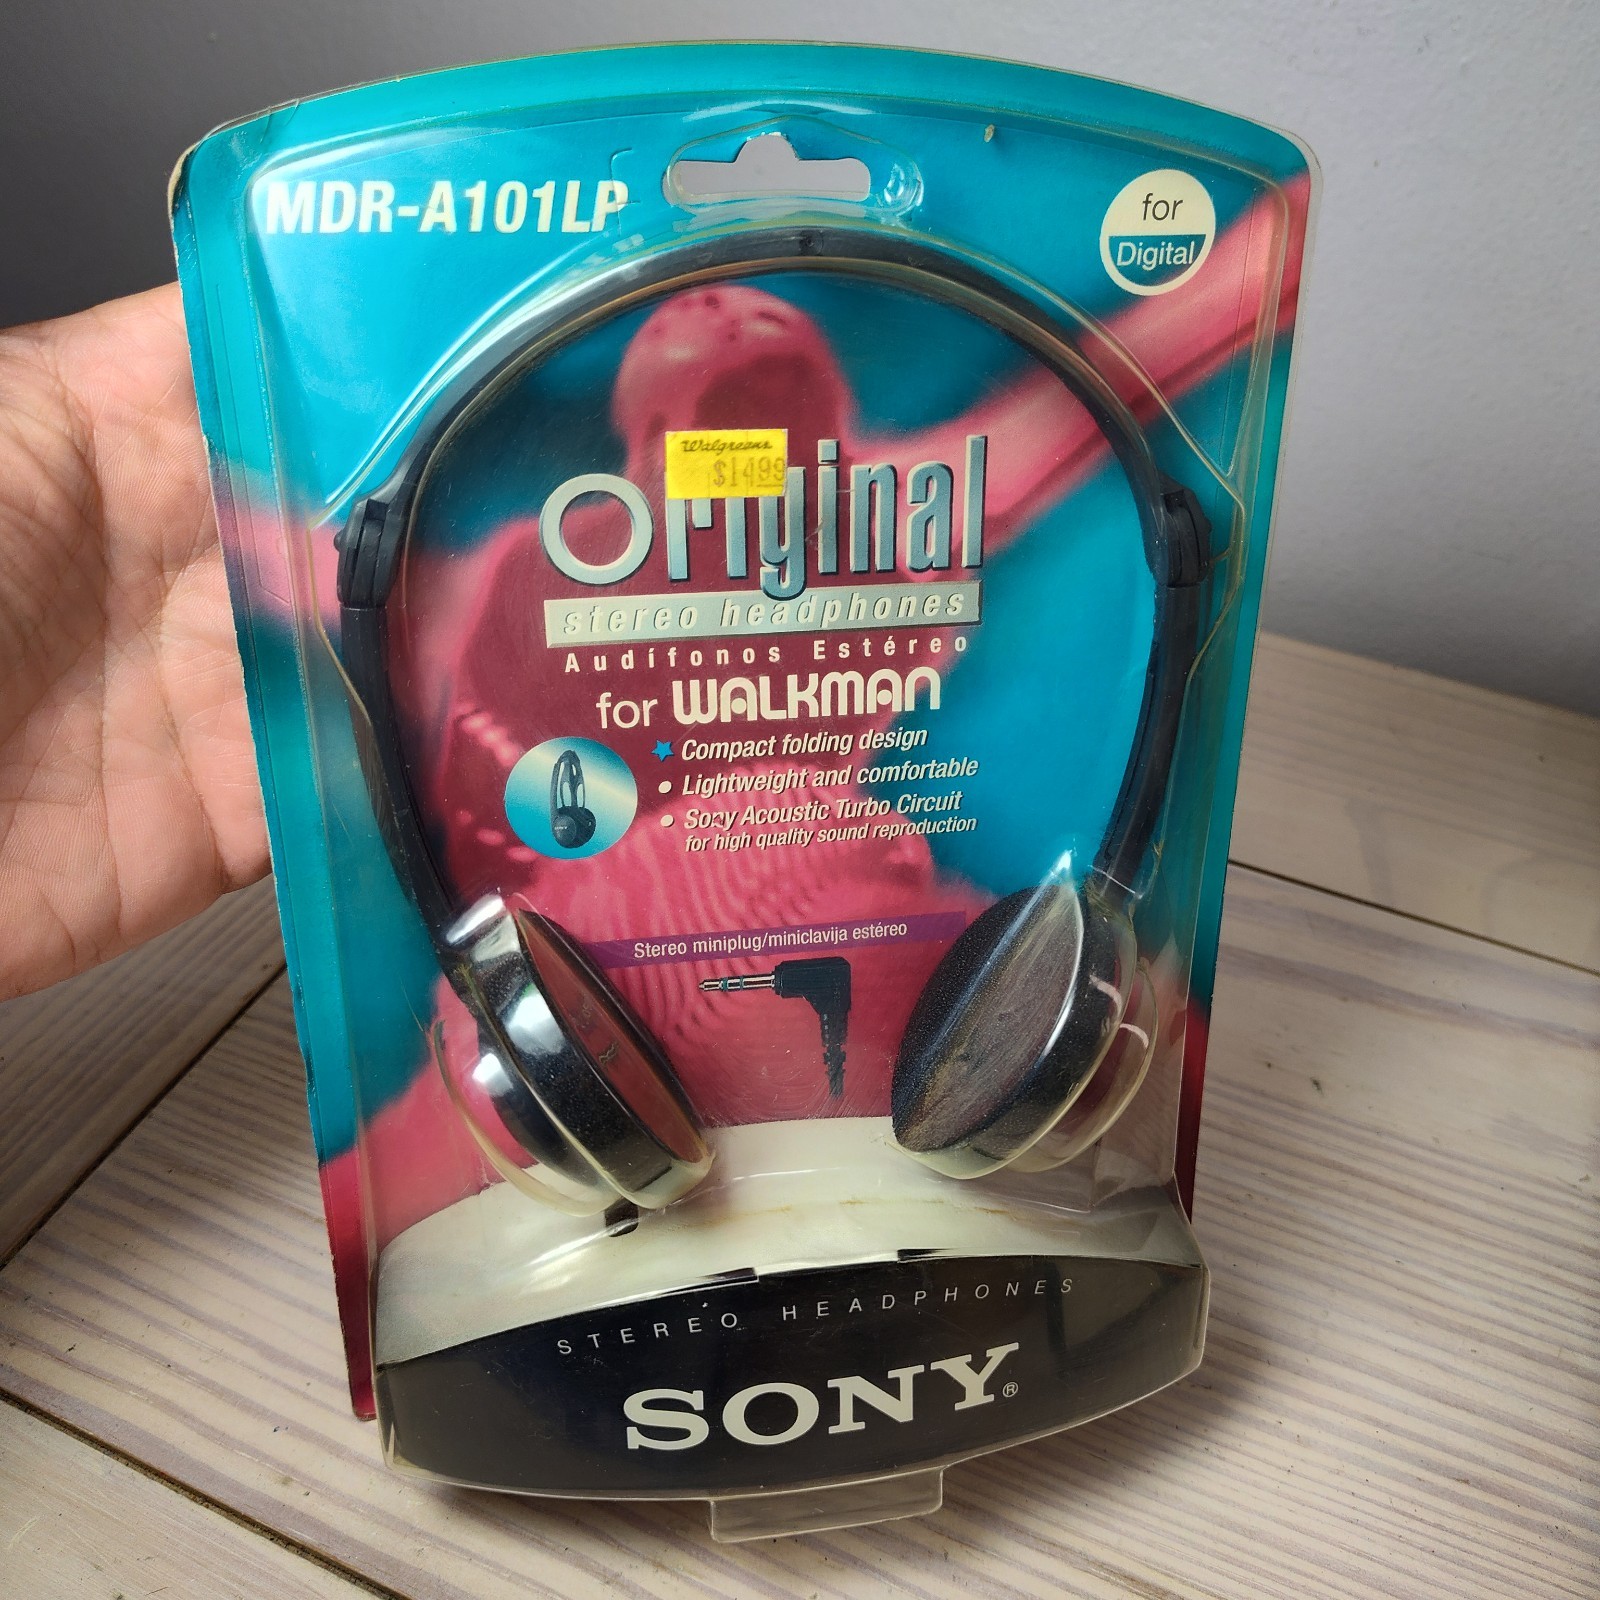 MDR-A101LP
for
Digital
Walgreens
$14.99
Original
stereo headphones
Audífonos Estéreo
for WALKMAN
Compact folding design
Lightweight and comfortable
Sony Acoustic Turbo Circuit
for high quality sound reproduction
Stereo miniplug/miniclavija estéreo
STEREO HEADPHONES
SONY®